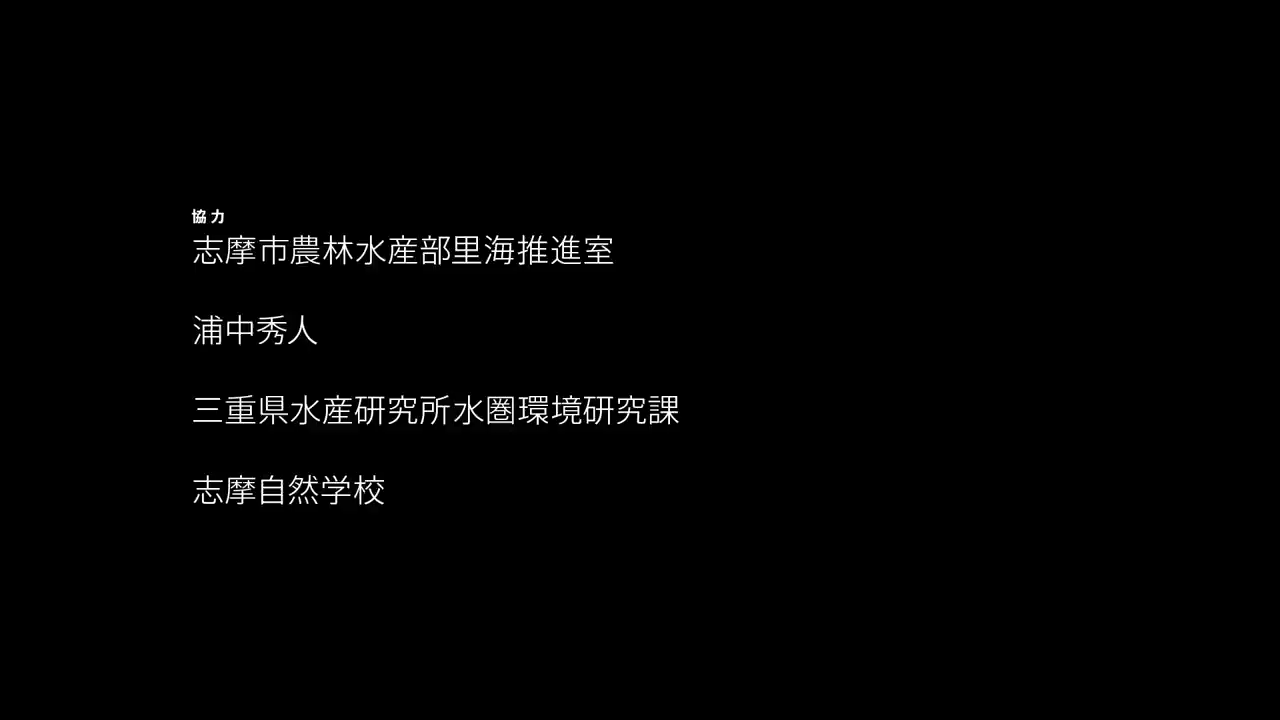 協力
志摩市農林水産部里海推進室
浦中秀人
三重県水産研究所水圏環境研究課
志摩自然学校